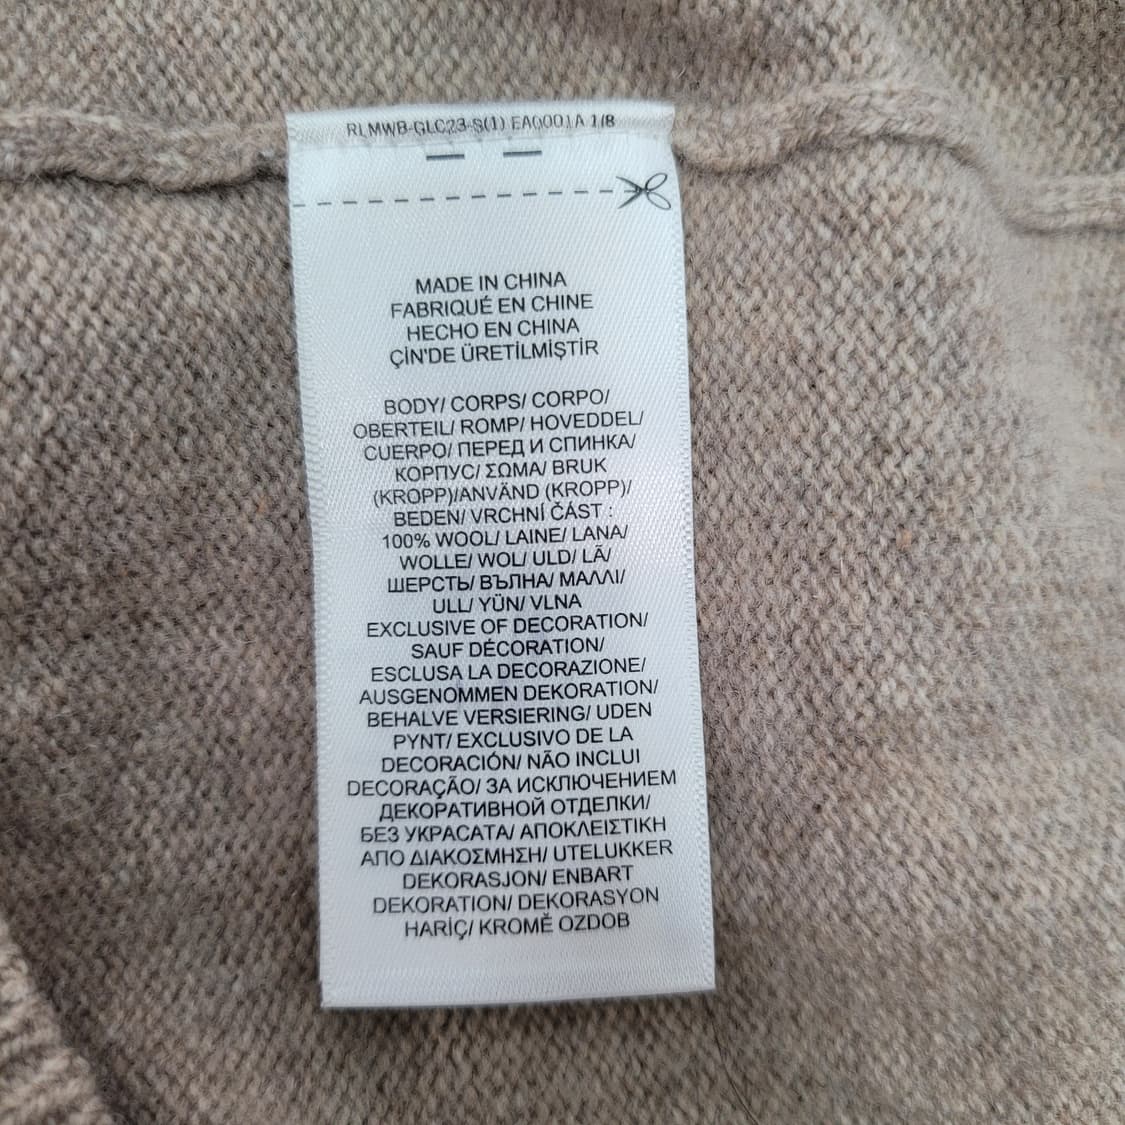 RLMWB-GLC23-S(1) EA0001A 1/8
MADE IN CHINA
FABRIQUÉ EN CHINE
HECHO EN CHINA
ÇİN'DE ÜRETİLMİŞTİR
BODY/ CORPS/ CORPO/
OBERTEIL/ ROMP/ HOVEDDEL/
CUERPO/ ПЕРЕД И СПИНКА/
КОРПУС/ ΣΩΜΑ/ BRUK
(KROPP)/ANVÄND (KROPP)/
BEDEN/ VRCHNÍ ČÁST :
100% WOOL/ LAINE/ LANA/
WOLLE/ WOL/ ULD/ LÃ/
ШЕРСТЬ/ ВЪЛНА/ ΜΑΛΛΙ/
ULL/ YÜN/ VLNA
EXCLUSIVE OF DECORATION/
SAUF DÉCORATION/
ESCLUSA LA DECORAZIONE/
AUSGENOMMEN DEKORATION/
BEHALVE VERSIERING/ UDEN
PYNT/ EXCLUSIVO DE LA
DECORACIÓN/ NÃO INCLUI
DECORAÇÃO/ ЗА ИСКЛЮЧЕНИЕМ
ДЕКОРАТИВНОЙ ОТДЕЛКИ/
БЕЗ УКРАСАТА/ ΑΠΟΚΛΕΙΣΤΙΚΗ
ΑΠΟ ΔΙΑΚΟΣΜΗΣΗ/ UTELUKKER
DEKORASJON/ ENBART
DEKORATION/ DEKORASYON
HARİÇ/ KROMĚ OZDOB